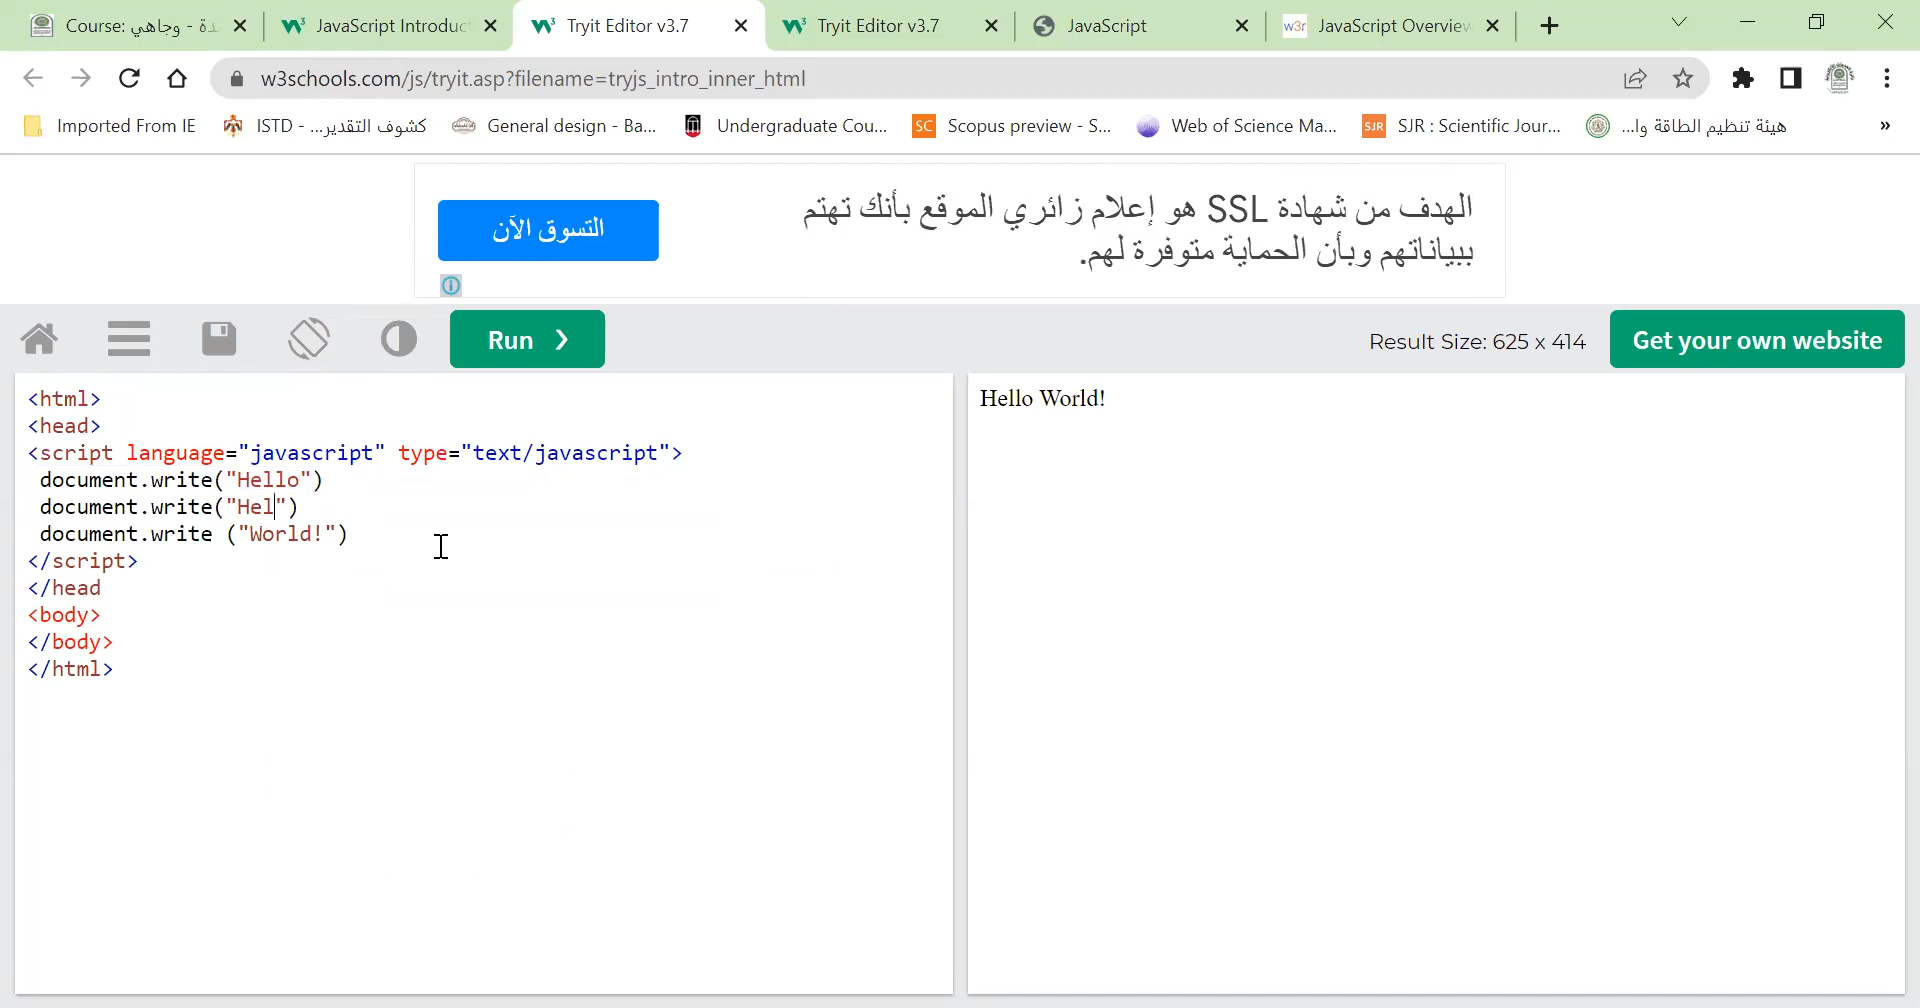 Course: وجاهي - دة
JavaScript Introduc
Tryit Editor v3.7
Tryit Editor v3.7
JavaScript
w3r JavaScript Overview
w3schools.com/js/tryit.asp?filename=tryjs_intro_inner_html
Imported From IE
ISTD - ...كشوف التقدير
General design - Ba...
Undergraduate Cou...
SC Scopus preview - S...
Web of Science Ma...
SJR SJR : Scientific Jour...
هيئة تنظيم الطاقة وا...
»
الهدف من شهادة SSL هو إعلام زائري الموقع بأنك تهتم
ببياناتهم وبأن الحماية متوفرة لهم.
التسوق الآن
Run ❯
Result Size: 625 x 414
Get your own website
<html>
<head>
<script language="javascript" type="text/javascript">
document.write("Hello")
document.write("Hel")
document.write ("World!")
</script>
</head
<body>
</body>
</html>
Hello World!